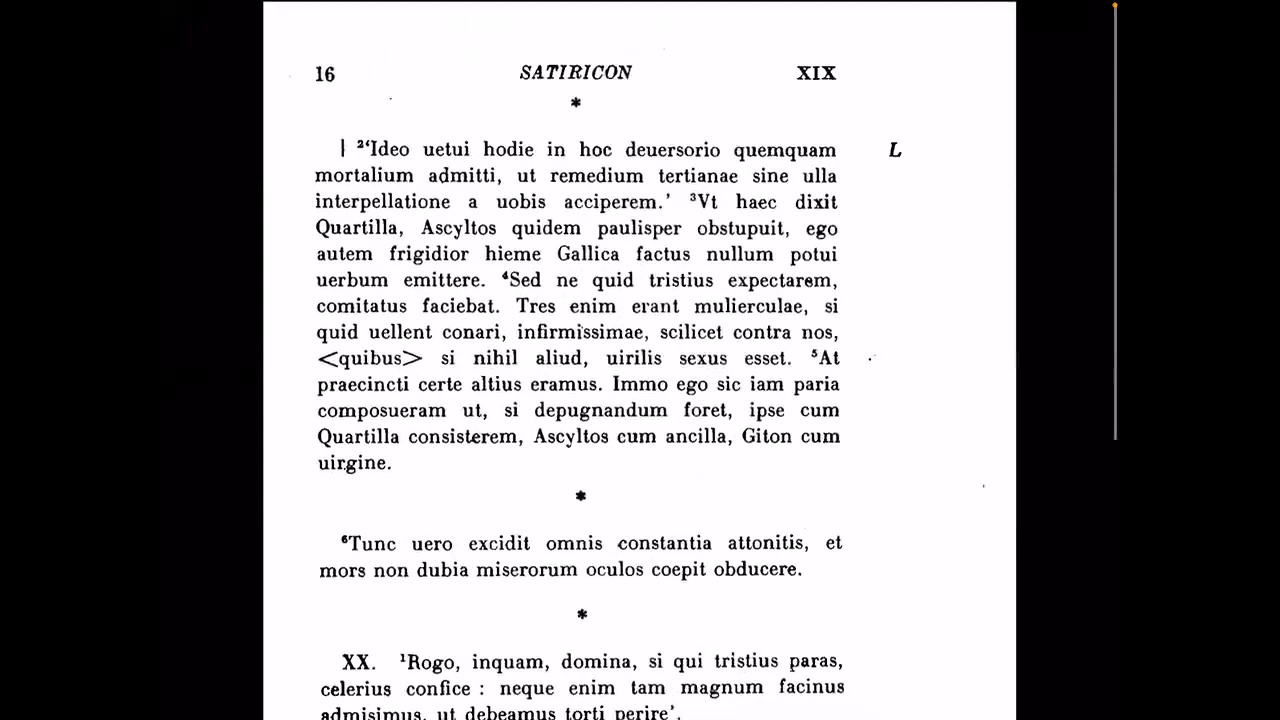 16 SATIRICON XIX
*
| ²‘Ideo uetui hodie in hoc deuersorio quemquam L
mortalium admitti, ut remedium tertianae sine ulla
interpellatione a uobis acciperem.’ ³Vt haec dixit
Quartilla, Ascyltos quidem paulisper obstupuit, ego
autem frigidior hieme Gallica factus nullum potui
uerbum emittere. ⁴Sed ne quid tristius expectarem,
comitatus faciebat. Tres enim erant mulierculae, si
quid uellent conari, infirmissimae, scilicet contra nos,
<quibus> si nihil aliud, uirilis sexus esset. ⁵At
praecincti certe altius eramus. Immo ego sic iam paria
composueram ut, si depugnandum foret, ipse cum
Quartilla consisterem, Ascyltos cum ancilla, Giton cum
uirgine.
*
⁶Tunc uero excidit omnis constantia attonitis, et
mors non dubia miserorum oculos coepit obducere.
*
XX. ¹Rogo, inquam, domina, si qui tristius paras,
celerius confice : neque enim tam magnum facinus
admisimus, ut debeamus torti perire’.